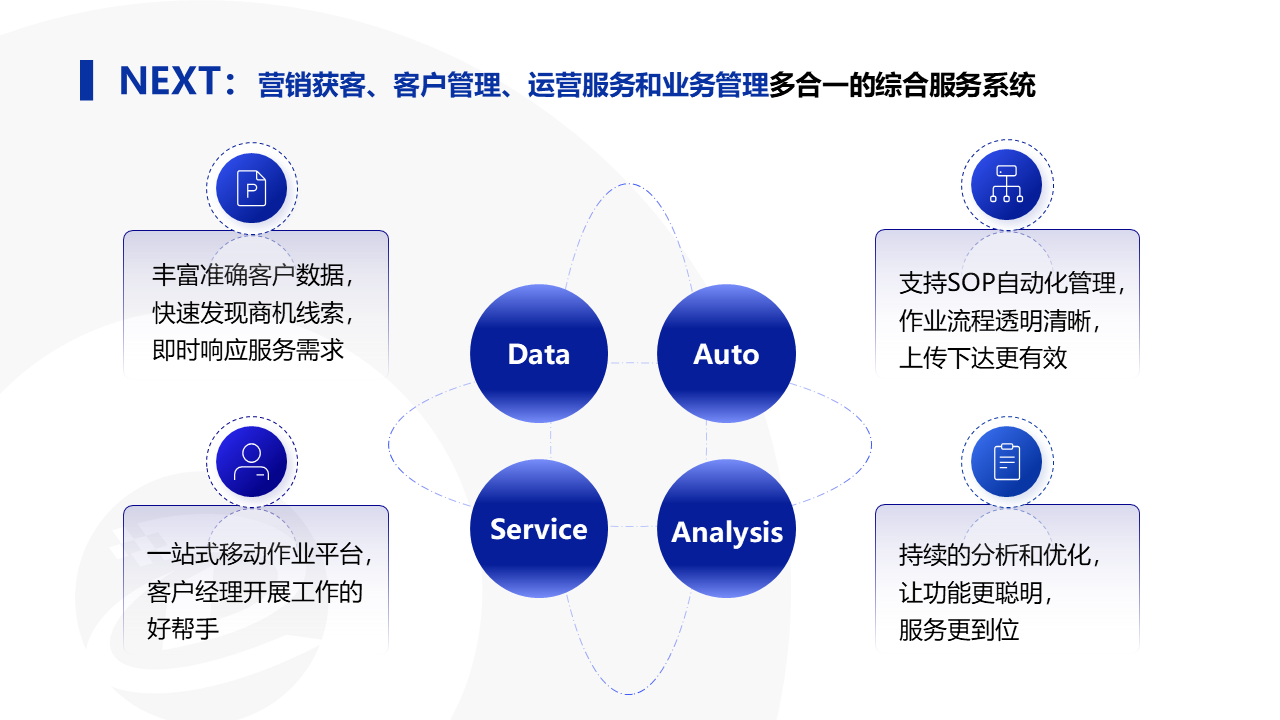 NEXT：营销获客、客户管理、运营服务和业务管理多合一的综合服务系统
P
丰富准确客户数据，
快速发现商机线索，
即时响应服务需求
支持SOP自动化管理，
作业流程透明清晰，
上传下达更有效
Data
Auto
Service
Analysis
一站式移动作业平台，
客户经理开展工作的
好帮手
持续的分析和优化，
让功能更聪明，
服务更到位